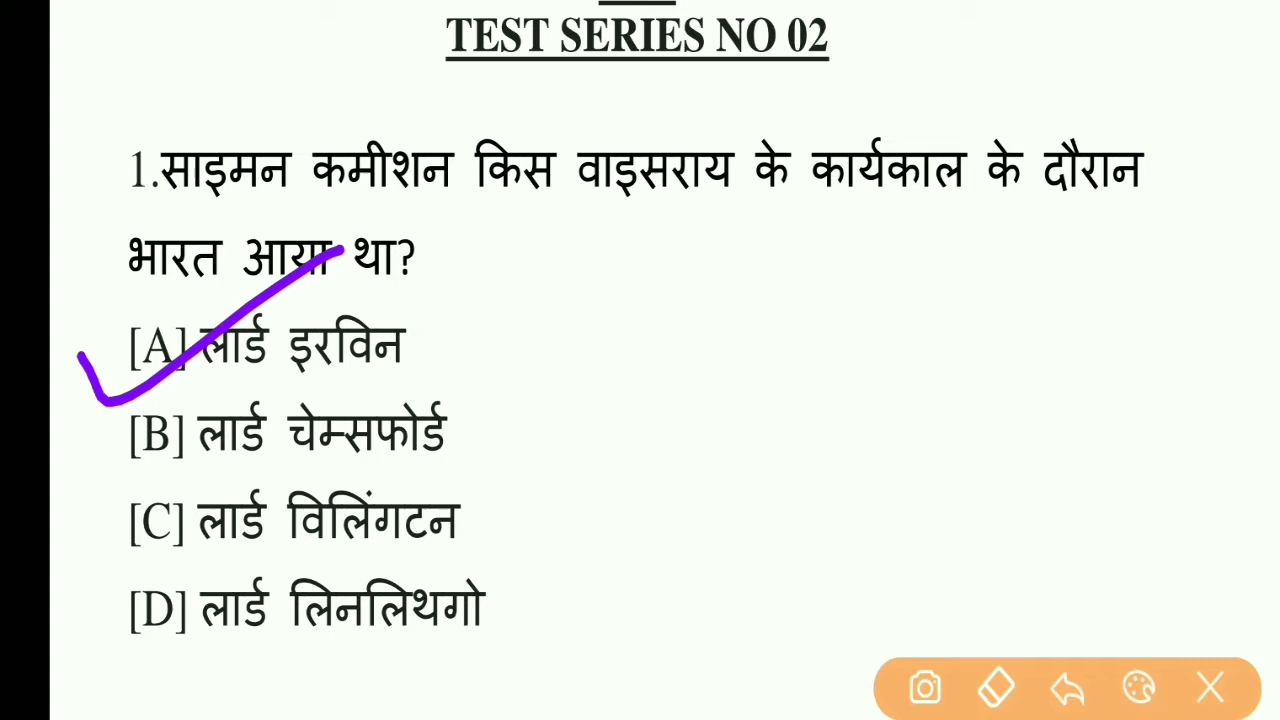 TEST SERIES NO 02
1.साइमन कमीशन किस वाइसराय के कार्यकाल के दौरान
भारत आया था?
[A] लार्ड इरविन
[B] लार्ड चेम्सफोर्ड
[C] लार्ड विलिंगटन
[D] लार्ड लिनलिथगो